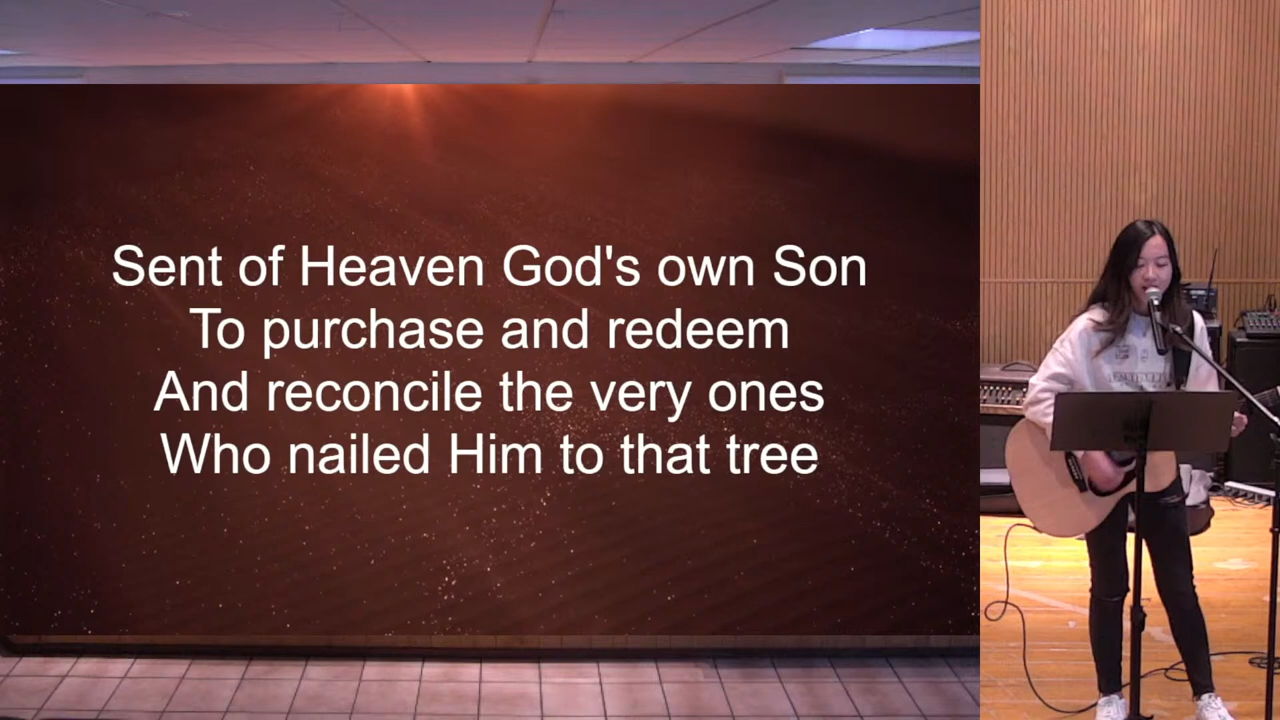 Sent of Heaven God's own Son
To purchase and redeem
And reconcile the very ones
Who nailed Him to that tree